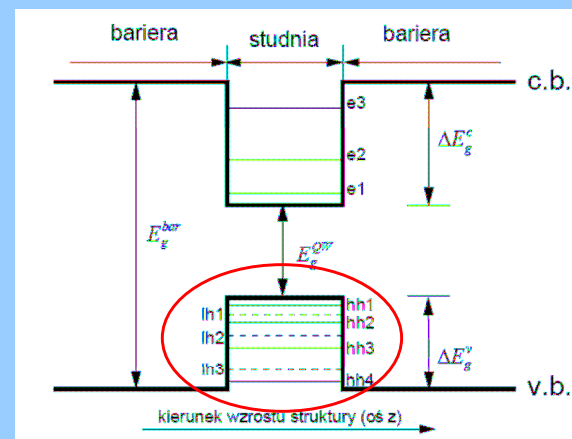 bariera studnia bariera
c.b.
e3
e2
e1
ΔE_g^c
E_g^bar
E_g^QW
lh1
lh2
lh3
hh1
hh2
hh3
hh4
ΔE_g^v
v.b.
kierunek wzrostu struktury (oś z)